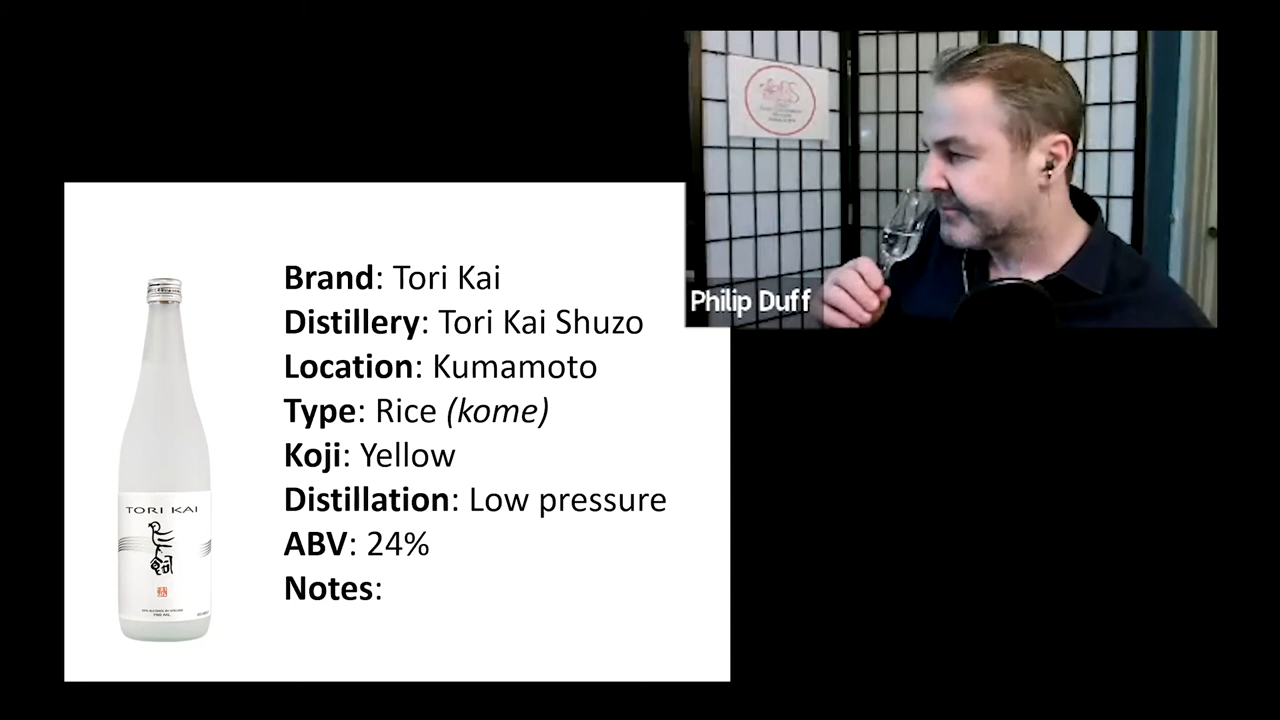 Brand: Tori Kai
Distillery: Tori Kai Shuzo
Location: Kumamoto
Type: Rice (kome)
Koji: Yellow
Distillation: Low pressure
ABV: 24%
Notes:
TORI KAI
Philip Duff